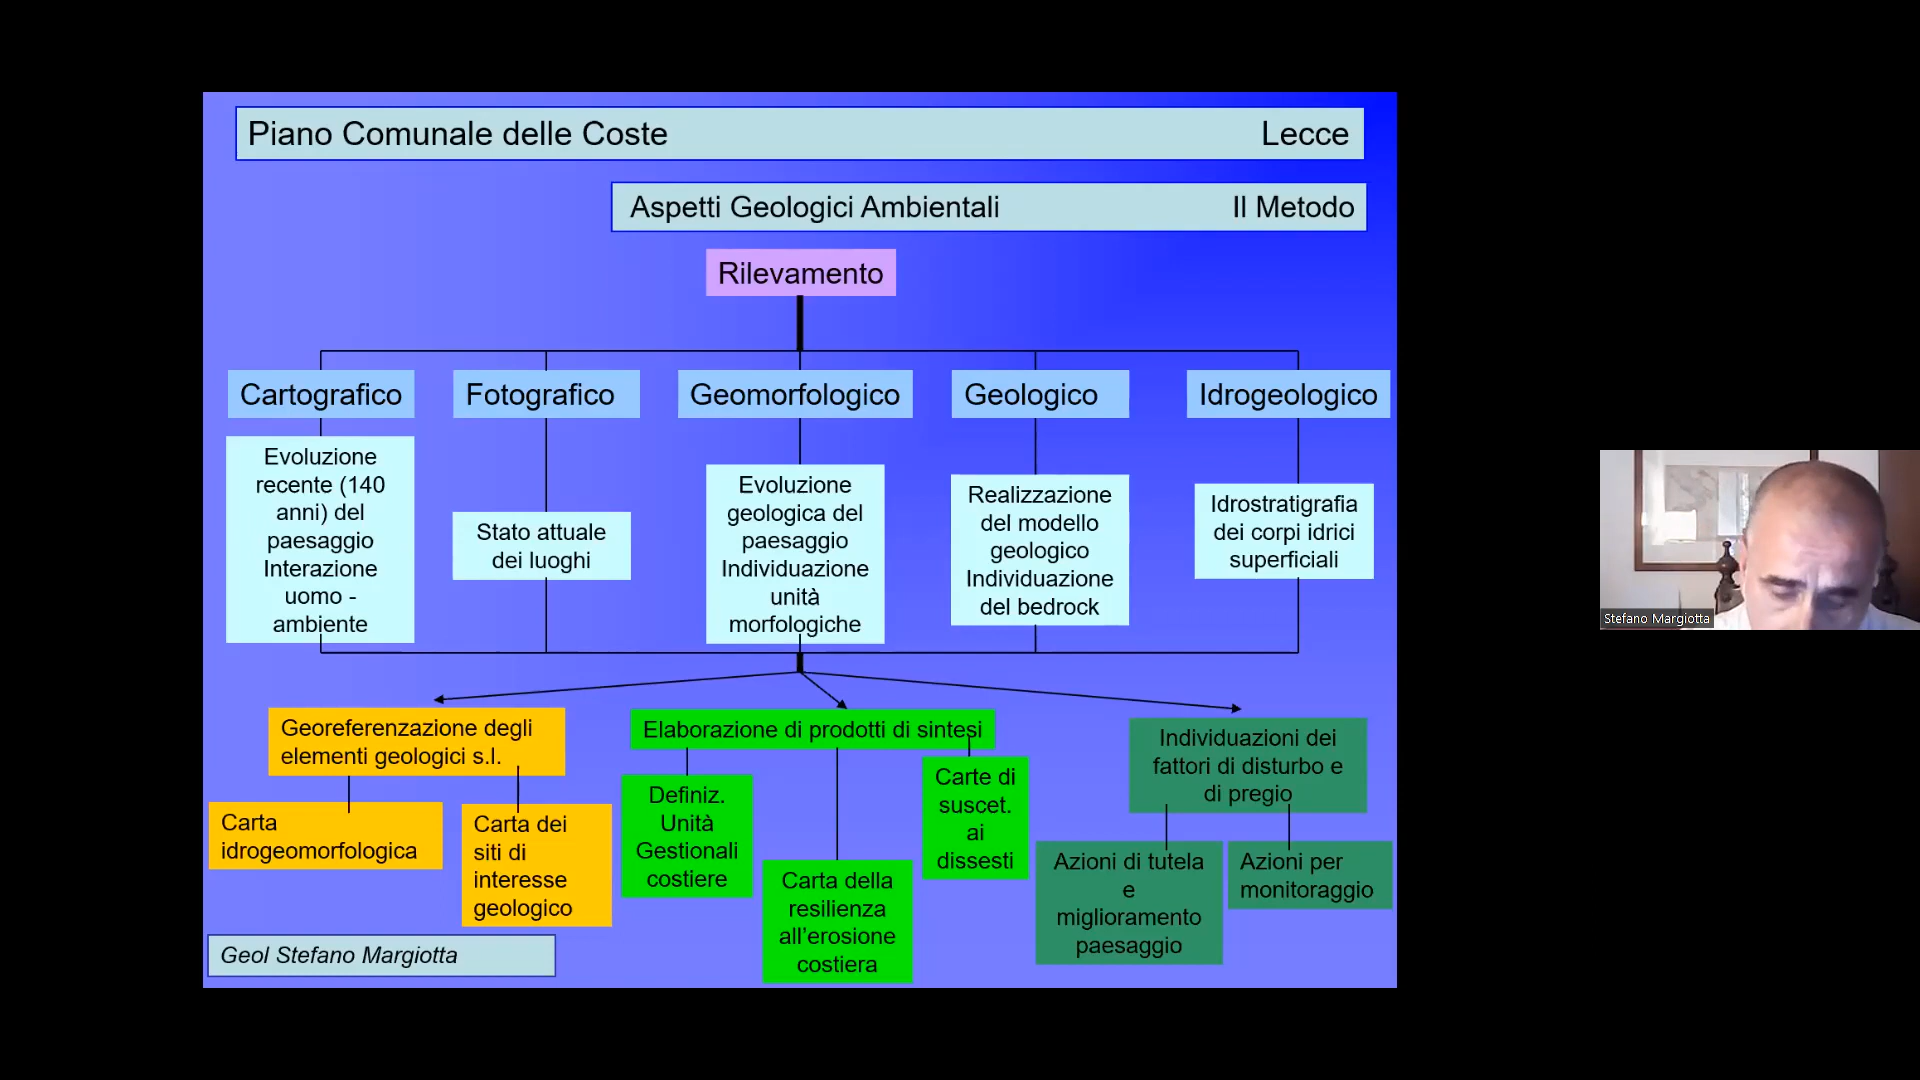 Piano Comunale delle Coste Lecce
Aspetti Geologici Ambientali Il Metodo
Rilevamento
Cartografico
Fotografico
Geomorfologico
Geologico
Idrogeologico
Evoluzione
recente (140
anni) del
paesaggio
Interazione
uomo -
ambiente
Stato attuale
dei luoghi
Evoluzione
geologica del
paesaggio
Individuazione
unità
morfologiche
Realizzazione
del modello
geologico
Individuazione
del bedrock
Idrostratigrafia
dei corpi idrici
superficiali
Georeferenzazione degli
elementi geologici s.l.
Carta
idrogeomorfologica
Carta dei
siti di
interesse
geologico
Elaborazione di prodotti di sintesi
Definiz.
Unità
Gestionali
costiere
Carta della
resilienza
all'erosione
costiera
Carte di
suscet.
ai
dissesti
Individuazioni dei
fattori di disturbo e
di pregio
Azioni di tutela
e
miglioramento
paesaggio
Azioni per
monitoraggio
Geol Stefano Margiotta
Stefano Margiotta